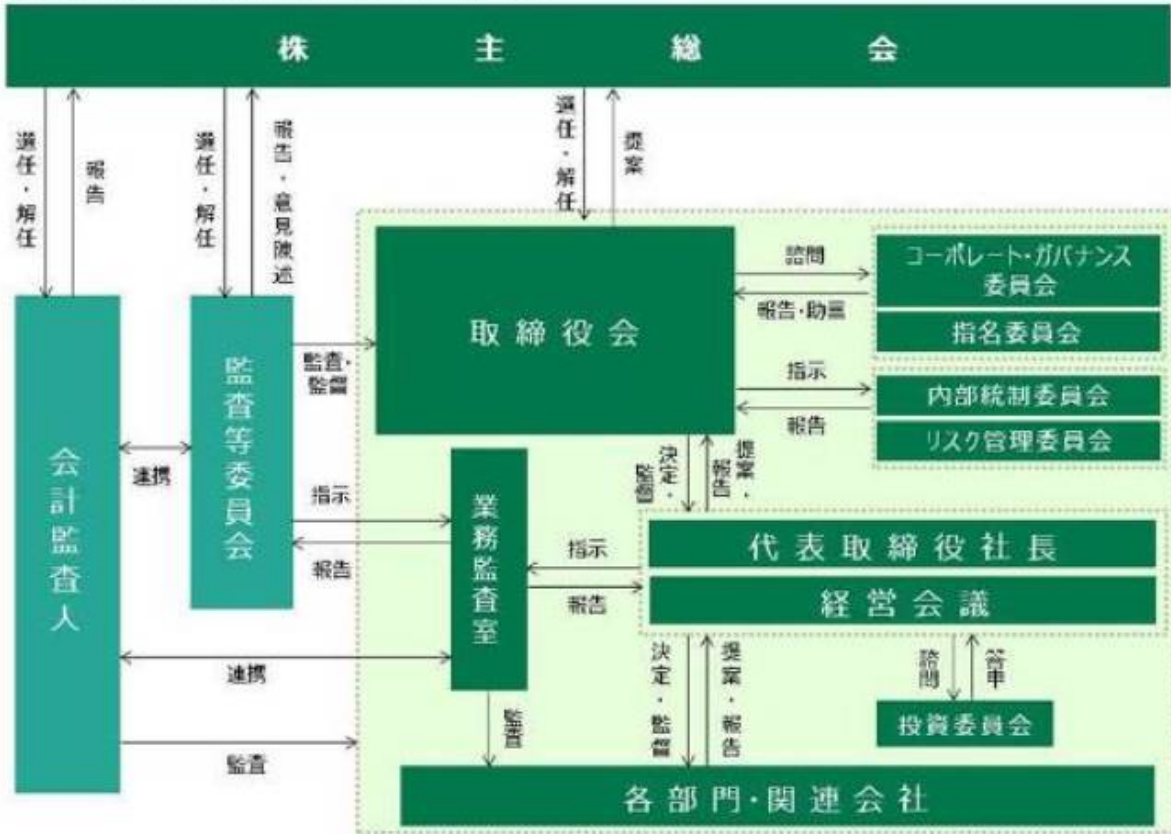 株主総会
選任・解任
報告
選任・解任
報告・意見陳述
選任・解任
提案
取締役会
諮問
報告・助言
コーポレート・ガバナンス
委員会
指名委員会
監査・
監督
指示
報告
内部統制委員会
リスク管理委員会
会計監査人
監査等委員会
連携
決定・
監督
提案・
報告
指示
報告
業務監査室
指示
報告
代表取締役社長
経営会議
連携
決定・監督
提案・報告
諮問
答申
投資委員会
監査
監査
各部門・関連会社